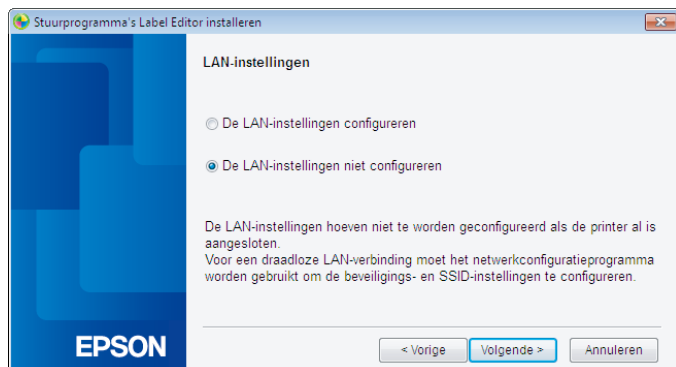 Stuurprogramma's Label Editor installeren
LAN-instellingen
De LAN-instellingen configureren
De LAN-instellingen niet configureren
De LAN-instellingen hoeven niet te worden geconfigureerd als de printer al is
aangesloten.
Voor een draadloze LAN-verbinding moet het netwerkconfiguratieprogramma
worden gebruikt om de beveiligings- en SSID-instellingen te configureren.
EPSON
< Vorige
Volgende >
Annuleren